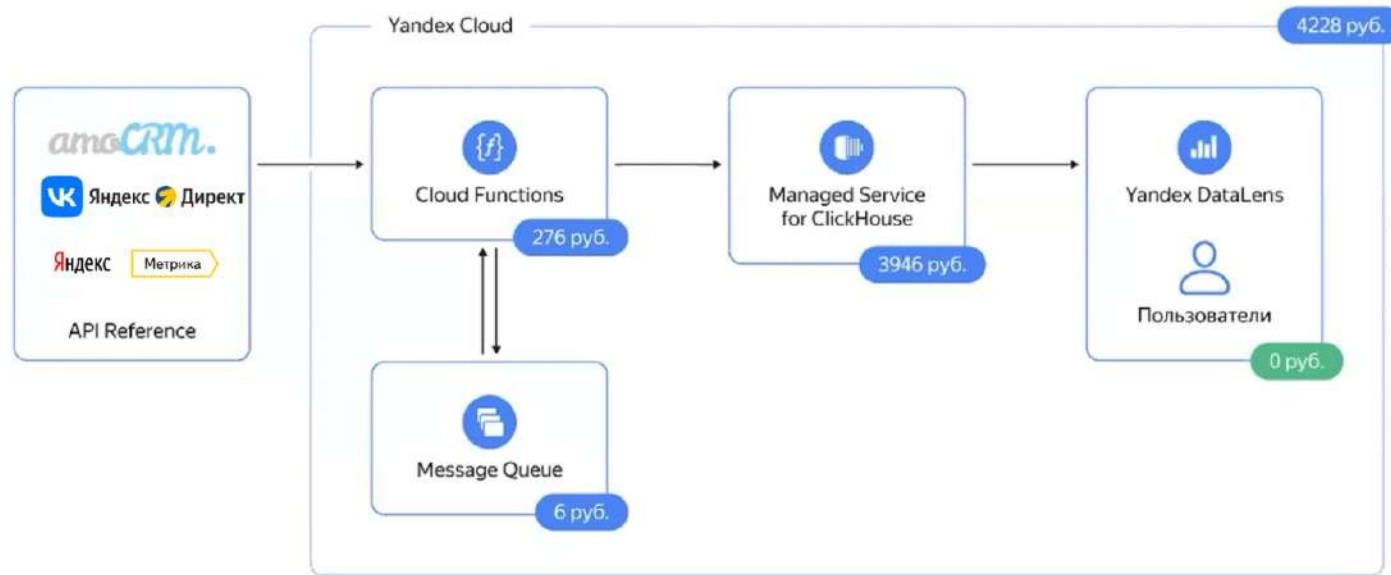 Yandex Cloud
4228 руб.
amoCRM.
Яндекс Директ
Яндекс Метрика
API Reference
{f}
Cloud Functions
276 руб.
Managed Service
for ClickHouse
3946 руб.
Yandex DataLens
Пользователи
0 руб.
Message Queue
6 руб.